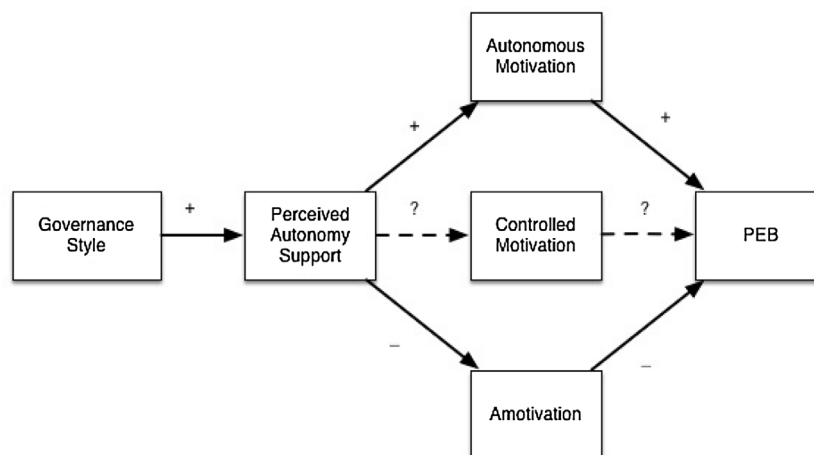 Autonomous
Motivation
+
+
Governance
Style
+
Perceived
Autonomy
Support
?
Controlled
Motivation
?
PEB
–
Amotivation
–